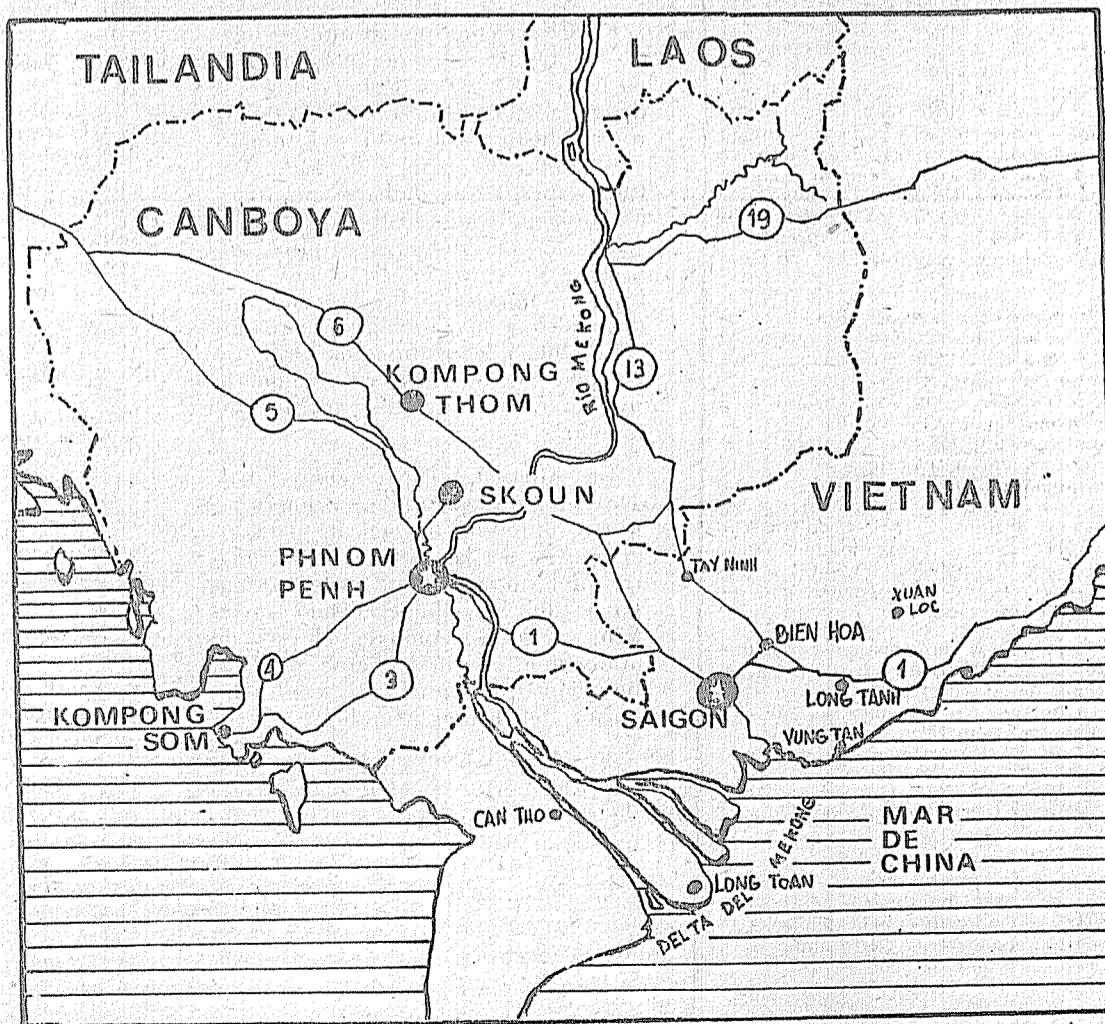 TAILANDIA
LAOS
CANBOYA
19
6
RIO MEKONG
13
KOMPONG
THOM
5
SKOUN
VIETNAM
PHNOM
PENH
TAY NINH
XUAN
LOC
1
BIEN HOA
4
3
1
LONG TANH
KOMPONG
SOM
SAIGON
VUNG TAN
CAN THO
MAR
DE
CHINA
LONG TOAN
DELTA DEL MEKONG